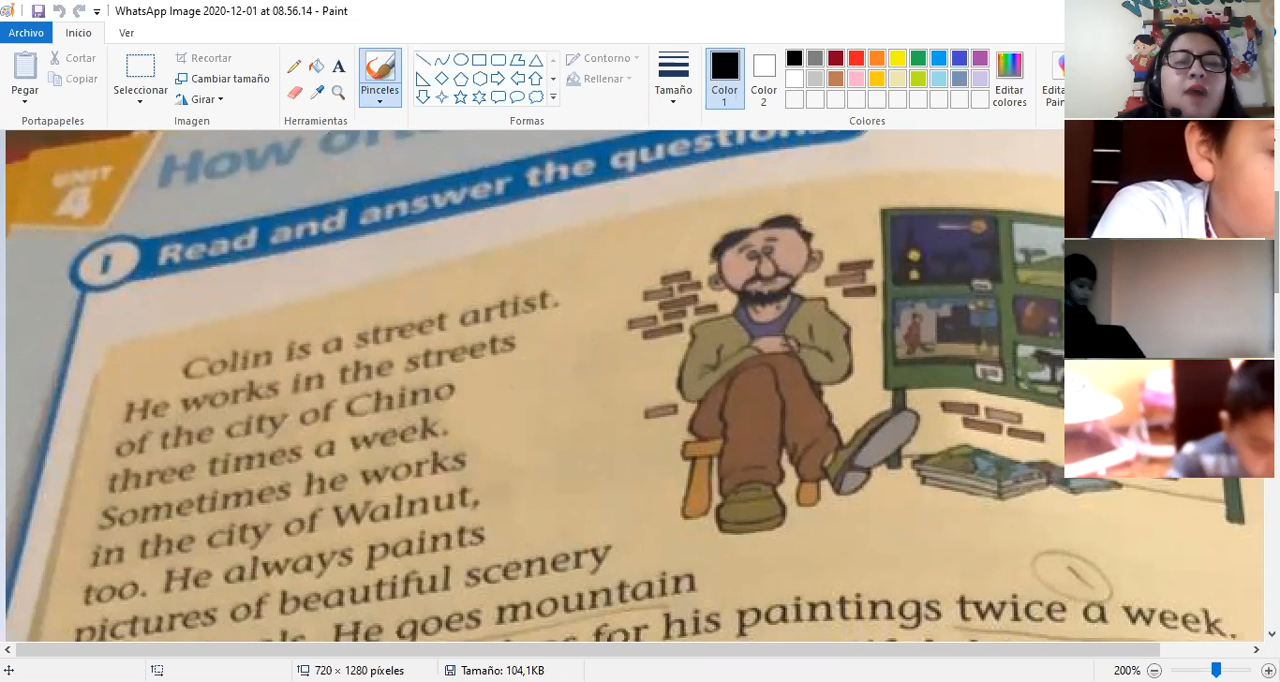 WhatsApp Image 2020-12-01 at 08.56.14 - Paint
Archivo Inicio Ver
Pegar
Cortar
Copiar
Portapapeles
Seleccionar
Recortar
Cambiar tamaño
Girar
Imagen
A
Herramientas
Pinceles
Formas
Contorno
Rellenar
Tamaño
Color
1
Color
2
Colores
Editar
colores
UNIT
4
How
1 Read and answer the questions
Colin is a street artist.
He works in the streets
of the city of Chino
three times a week.
Sometimes he works
in the city of Walnut,
too. He always paints
pictures of beautiful scenery
He goes mountain
for his paintings twice a week.
1
720 × 1280 píxeles
Tamaño: 104,1KB
200%